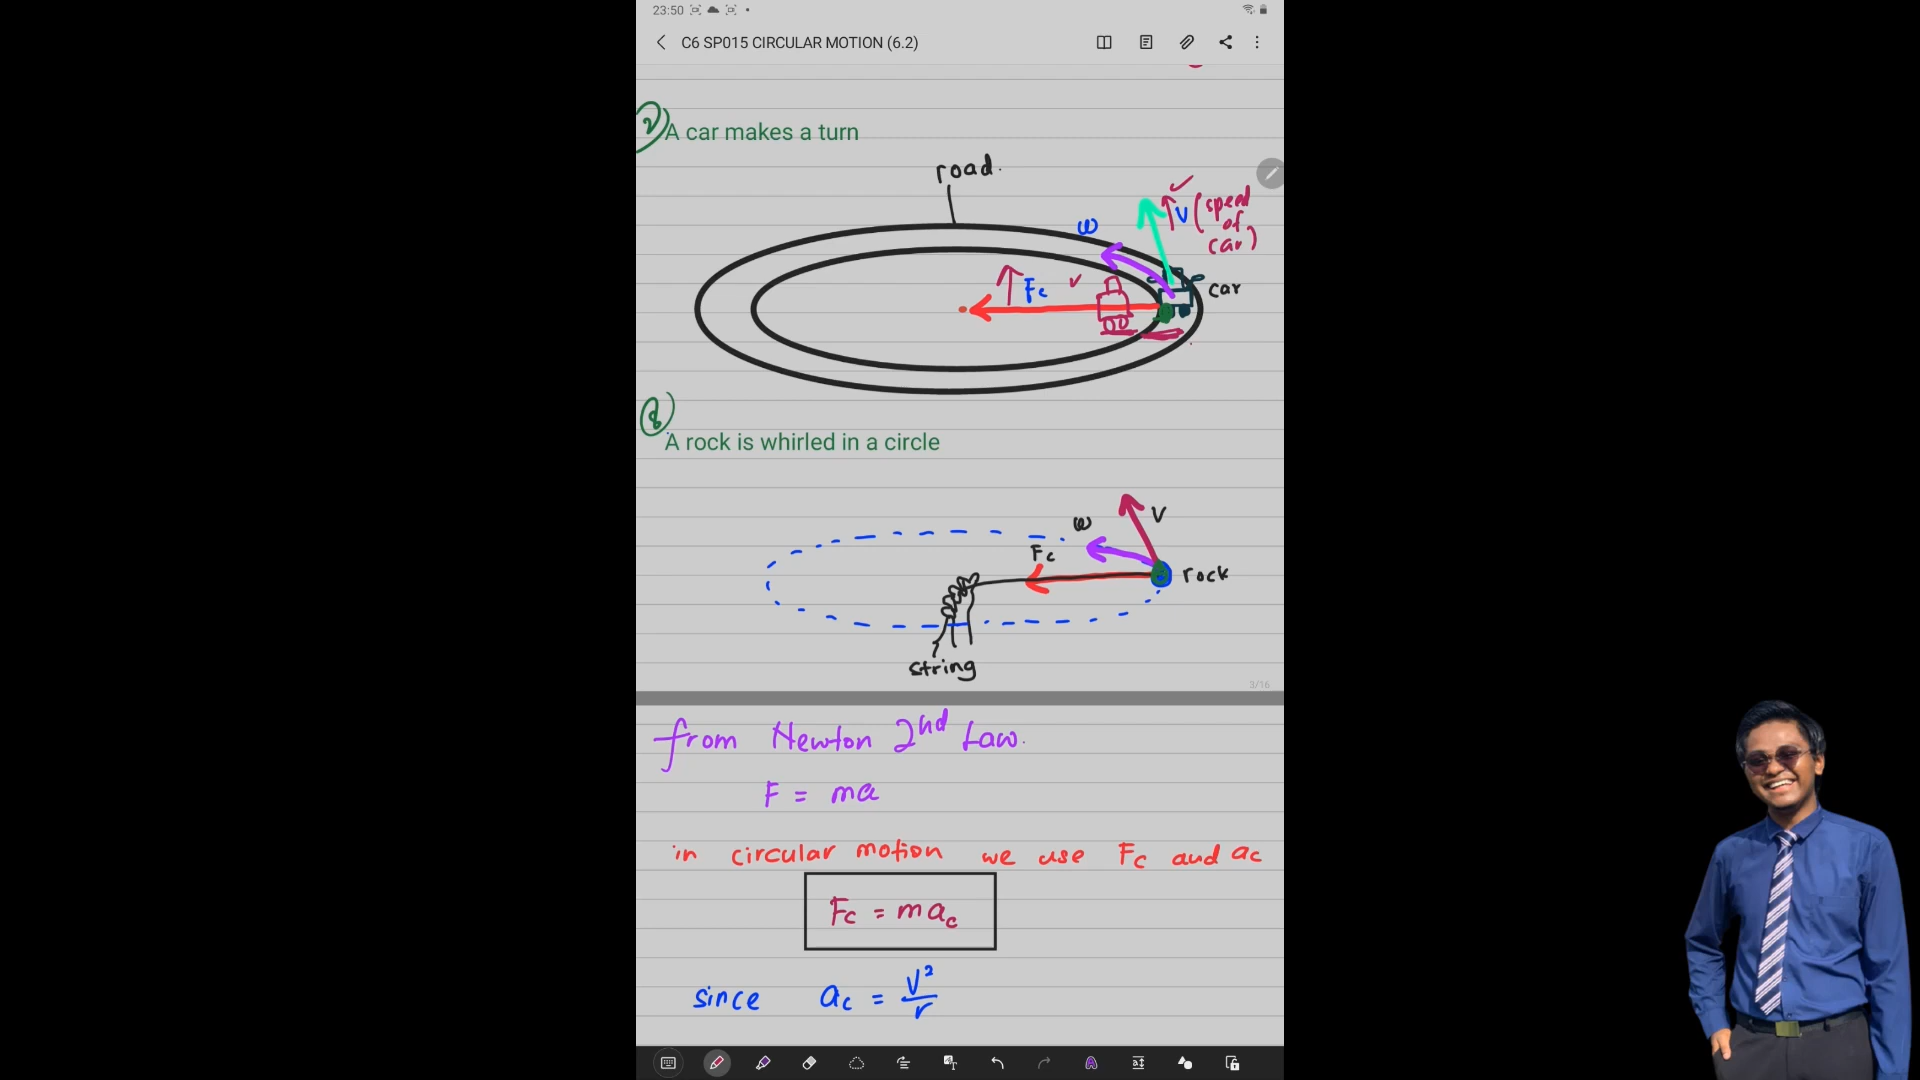 23:50
C6 SP015 CIRCULAR MOTION (6.2)
2)
A car makes a turn
road.
ω
V (speed
of
car)
Fc
car
A rock is whirled in a circle
V
ω
Fc
rock
string
3/16
from Newton 2nd Law.
F = ma
in circular motion we use Fc and ac
Fc = mac
since ac = V²/r